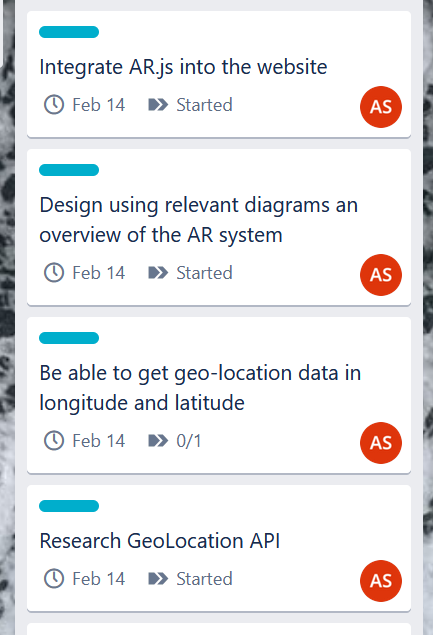 Integrate AR.js into the website
Feb 14 Started AS
Design using relevant diagrams an
overview of the AR system
Feb 14 Started AS
Be able to get geo-location data in
longitude and latitude
Feb 14 0/1 AS
Research GeoLocation API
Feb 14 Started AS